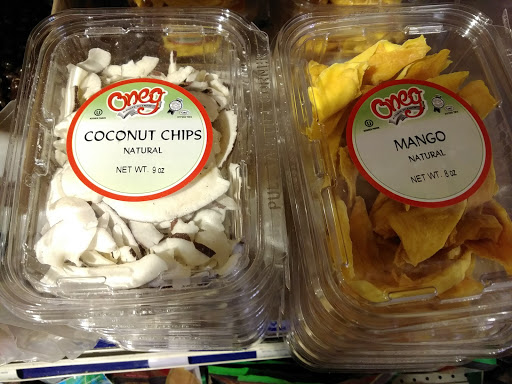 Oneg
COCONUT CHIPS
NATURAL
NET WT. 9 oz
Oneg
MANGO
NATURAL
NET WT. 8 oz